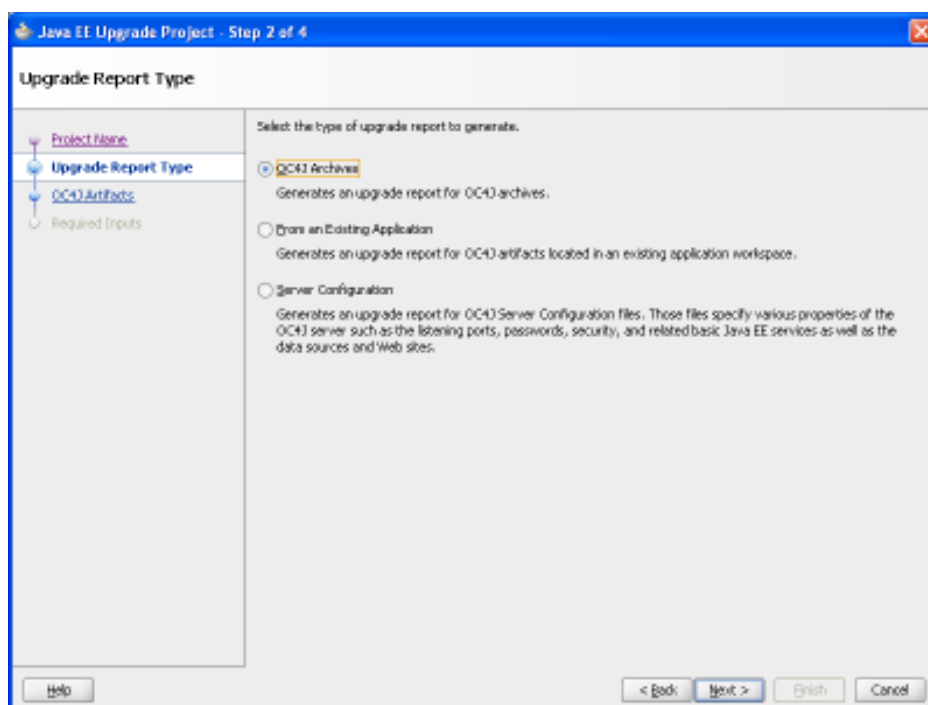 Java EE Upgrade Project - Step 2 of 4
Upgrade Report Type
Project Name
Upgrade Report Type
OC4J Artifacts
Required Inputs
Select the type of upgrade report to generate.
OC4J Archives
Generates an upgrade report for OC4J archives.
From an Existing Application
Generates an upgrade report for OC4J artifacts located in an existing application workspace.
Server Configuration
Generates an upgrade report for OC4J Server Configuration files. Those files specify various properties of the
OC4J server such as the listening ports, passwords, security, and related basic Java EE services as well as the
data sources and Web sites.
Help
< Back
Next >
Finish
Cancel